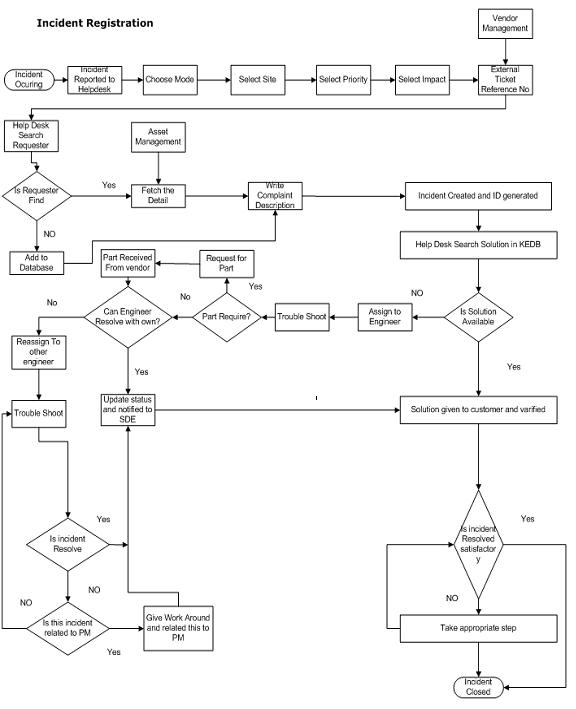 Incident Registration
Vendor
Management
Incident
Ocuring
Incident
Reported to
Helpdesk
Choose Mode
Select Site
Select Priority
Select Impact
External
Ticket
Reference No
Help Desk
Search
Requester
Asset
Management
Is Requester
Find
Yes
Fetch the
Detail
Write
Complaint
Description
Incident Created and ID generated
NO
Add to
Database
Part Received
From vendor
Request for
Part
Help Desk Search Solution in KEDB
Yes
No
No
NO
Can Engineer
Resolve with own?
Part Require?
Trouble Shoot
Assign to
Engineer
Is Solution
Available
Reassign To
other
engineer
Yes
Yes
Trouble Shoot
Update status
and notified to
SDE
Solution given to customer and varified
Yes
Is incident
Resolve
Yes
Is incident
Resolved
satisfactor
y
NO
NO
NO
Is this incident
related to PM
Yes
Give Work Around
and related this to
PM
Take appropriate step
Incident
Closed